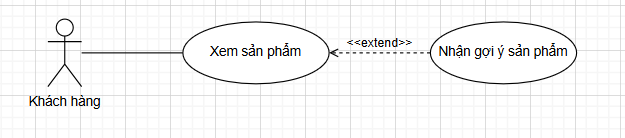 Xem sản phẩm
<<extend>>
Nhận gợi ý sản phẩm
Khách hàng